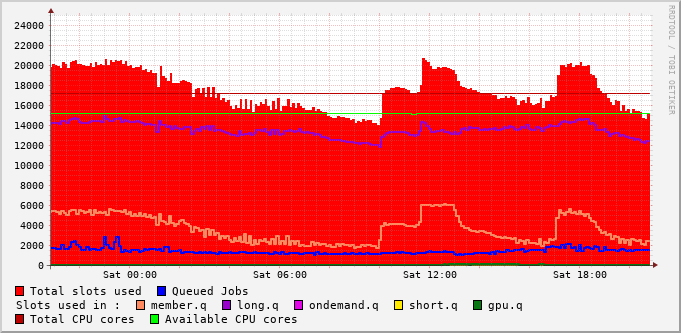 24000
22000
20000
18000
16000
14000
12000
10000
8000
6000
4000
2000
0
Sat 00:00 Sat 06:00 Sat 12:00 Sat 18:00
RRDTOOL / TOBI OETIKER
Total slots used Queued Jobs
Slots used in : member.q long.q ondemand.q short.q gpu.q
Total CPU cores Available CPU cores